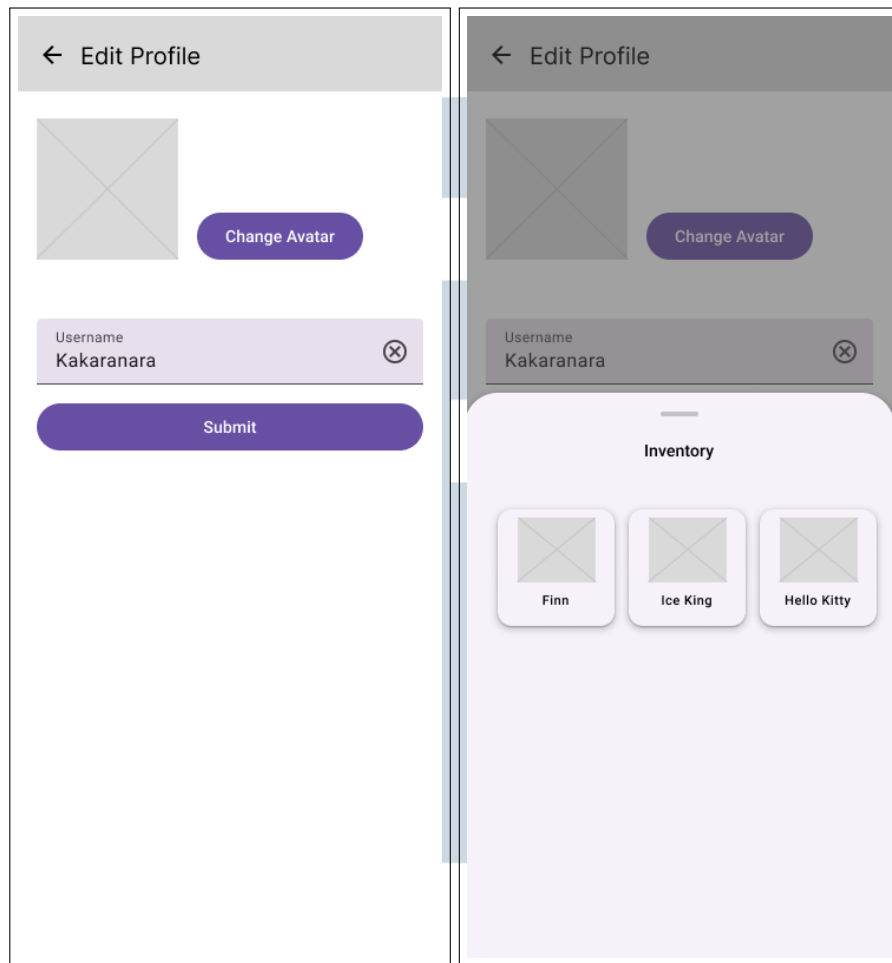 Edit Profile
Change Avatar
Username
Kakaranara
Submit
Edit Profile
Change Avatar
Username
Kakaranara
Inventory
Finn
Ice King
Hello Kitty